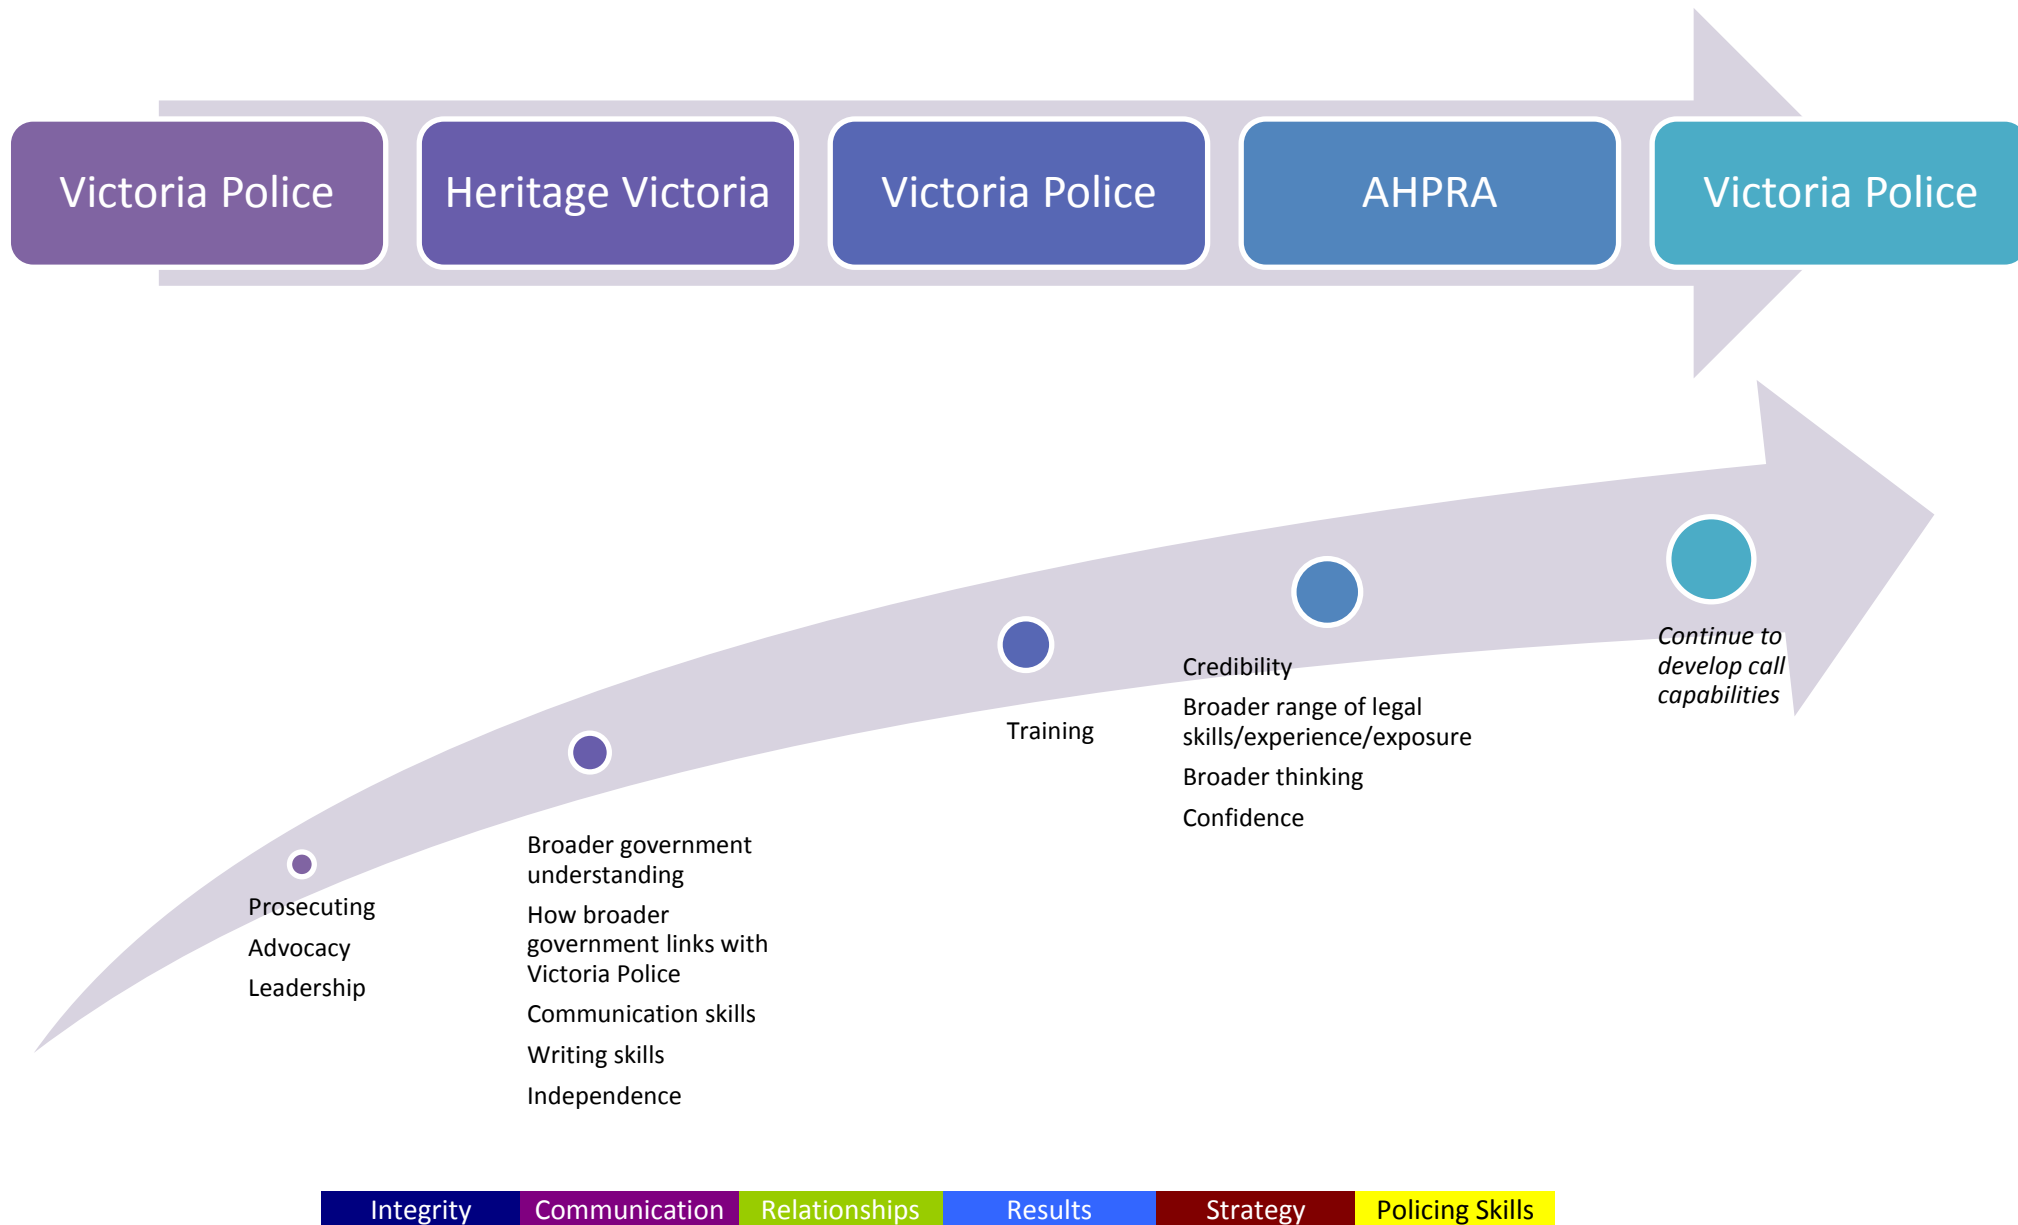 Victoria Police
Heritage Victoria
Victoria Police
AHPRA
Victoria Police
Prosecuting
Advocacy
Leadership
Broader government
understanding
How broader
government links with
Victoria Police
Communication skills
Writing skills
Independence
Training
Credibility
Broader range of legal
skills/experience/exposure
Broader thinking
Confidence
Continue to
develop call
capabilities
Integrity
Communication
Relationships
Results
Strategy
Policing Skills